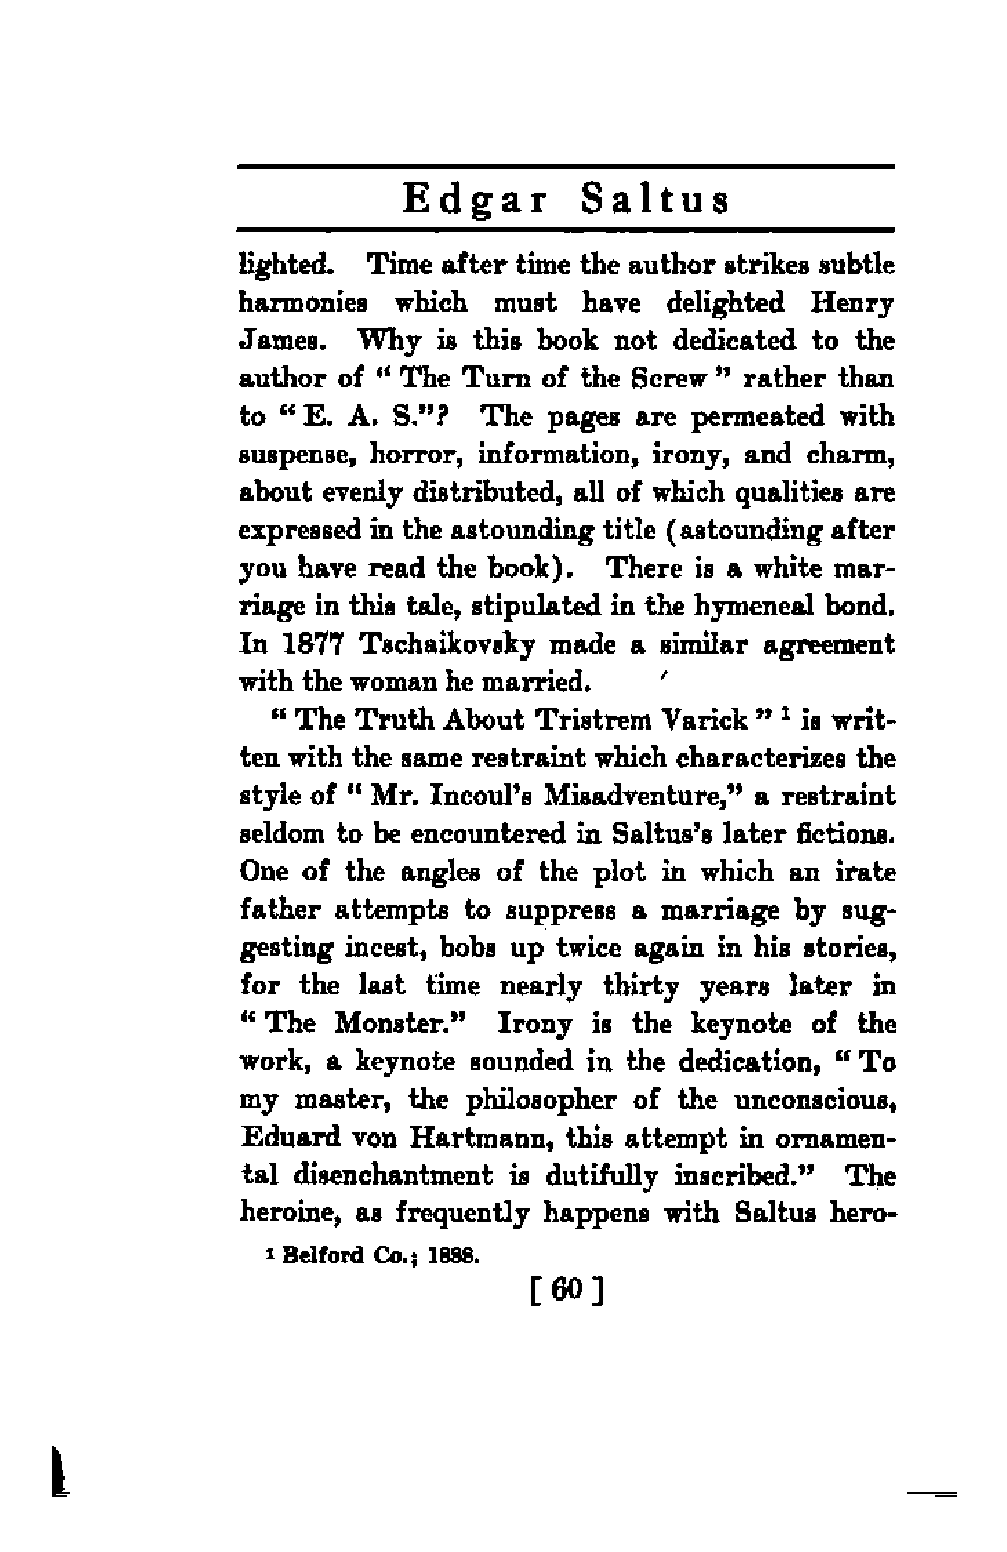 Edgar Saltus
lighted. Time after time the author strikes subtle
harmonies which must have delighted Henry
James. Why is this book not dedicated to the
author of “ The Turn of the Screw ” rather than
to “ E. A. S.”? The pages are permeated with
suspense, horror, information, irony, and charm,
about evenly distributed, all of which qualities are
expressed in the astounding title (astounding after
you have read the book). There is a white mar-
riage in this tale, stipulated in the hymeneal bond.
In 1877 Tschaikovsky made a similar agreement
with the woman he married.
“ The Truth About Tristrem Varick ” ¹ is writ-
ten with the same restraint which characterizes the
style of “ Mr. Incoul’s Misadventure,” a restraint
seldom to be encountered in Saltus’s later fictions.
One of the angles of the plot in which an irate
father attempts to suppress a marriage by sug-
gesting incest, bobs up twice again in his stories,
for the last time nearly thirty years later in
“ The Monster.” Irony is the keynote of the
work, a keynote sounded in the dedication, “ To
my master, the philosopher of the unconscious,
Eduard von Hartmann, this attempt in ornamen-
tal disenchantment is dutifully inscribed.” The
heroine, as frequently happens with Saltus hero-
¹ Belford Co.; 1888.
[ 60 ]